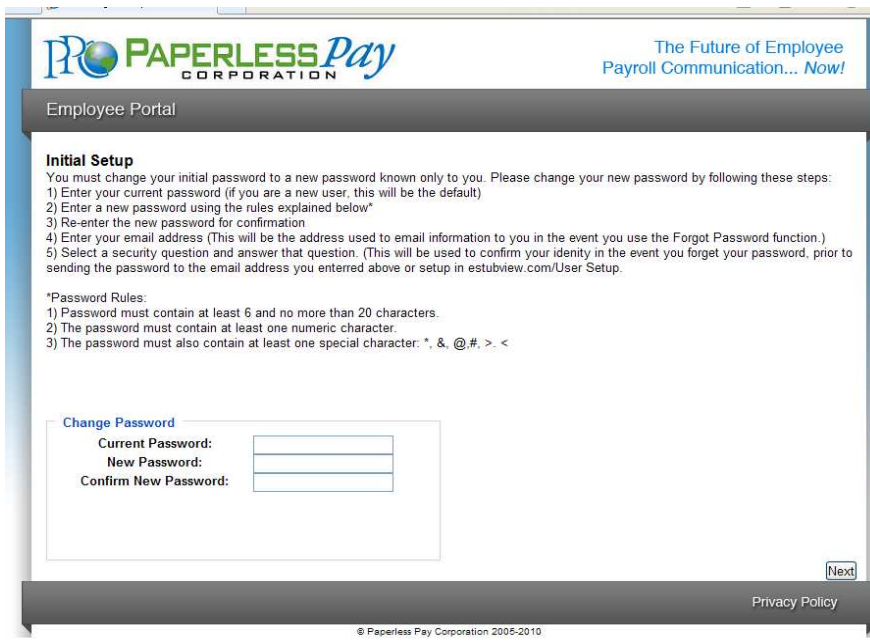 PPC PAPERLESS Pay
CORPORATION
The Future of Employee
Payroll Communication... Now!
Employee Portal
Initial Setup
You must change your initial password to a new password known only to you. Please change your new password by following these steps:
1) Enter your current password (if you are a new user, this will be the default)
2) Enter a new password using the rules explained below*
3) Re-enter the new password for confirmation
4) Enter your email address (This will be the address used to email information to you in the event you use the Forgot Password function.)
5) Select a security question and answer that question. (This will be used to confirm your idenity in the event you forget your password, prior to
sending the password to the email address you enterred above or setup in estubview.com/User Setup.
*Password Rules:
1) Password must contain at least 6 and no more than 20 characters.
2) The password must contain at least one numeric character.
3) The password must also contain at least one special character: *, &, @,#, >. <
Change Password
Current Password:
New Password:
Confirm New Password:
Next
Privacy Policy
© Paperless Pay Corporation 2005-2010